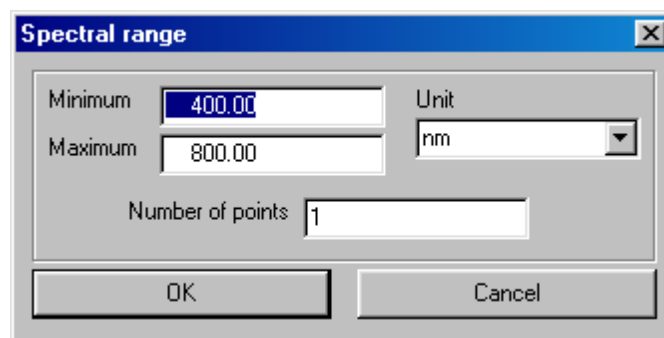 Spectral range
Minimum 400.00 Unit
Maximum 800.00 nm
Number of points 1
OK Cancel